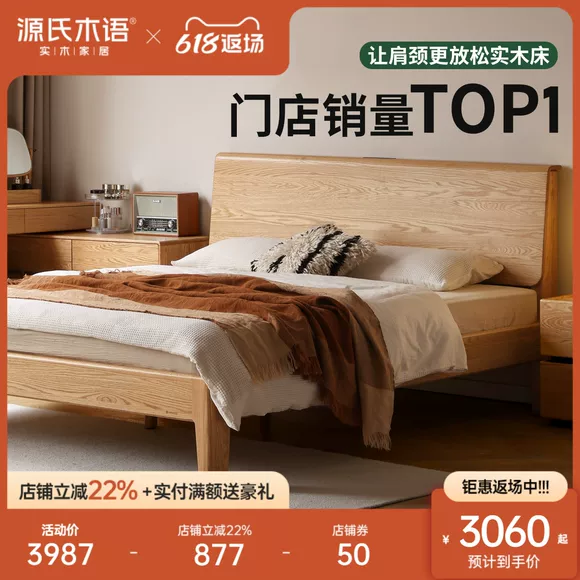 源氏木语®
实|木|家|居
×
618返场
让肩颈更放松实木床
门店销量TOP1
店铺立减22%+实付满额送豪礼
钜惠返场中!!!
活动价
3987
-
店铺立减22%
877
-
店铺券
50
¥3060起
预计到手价